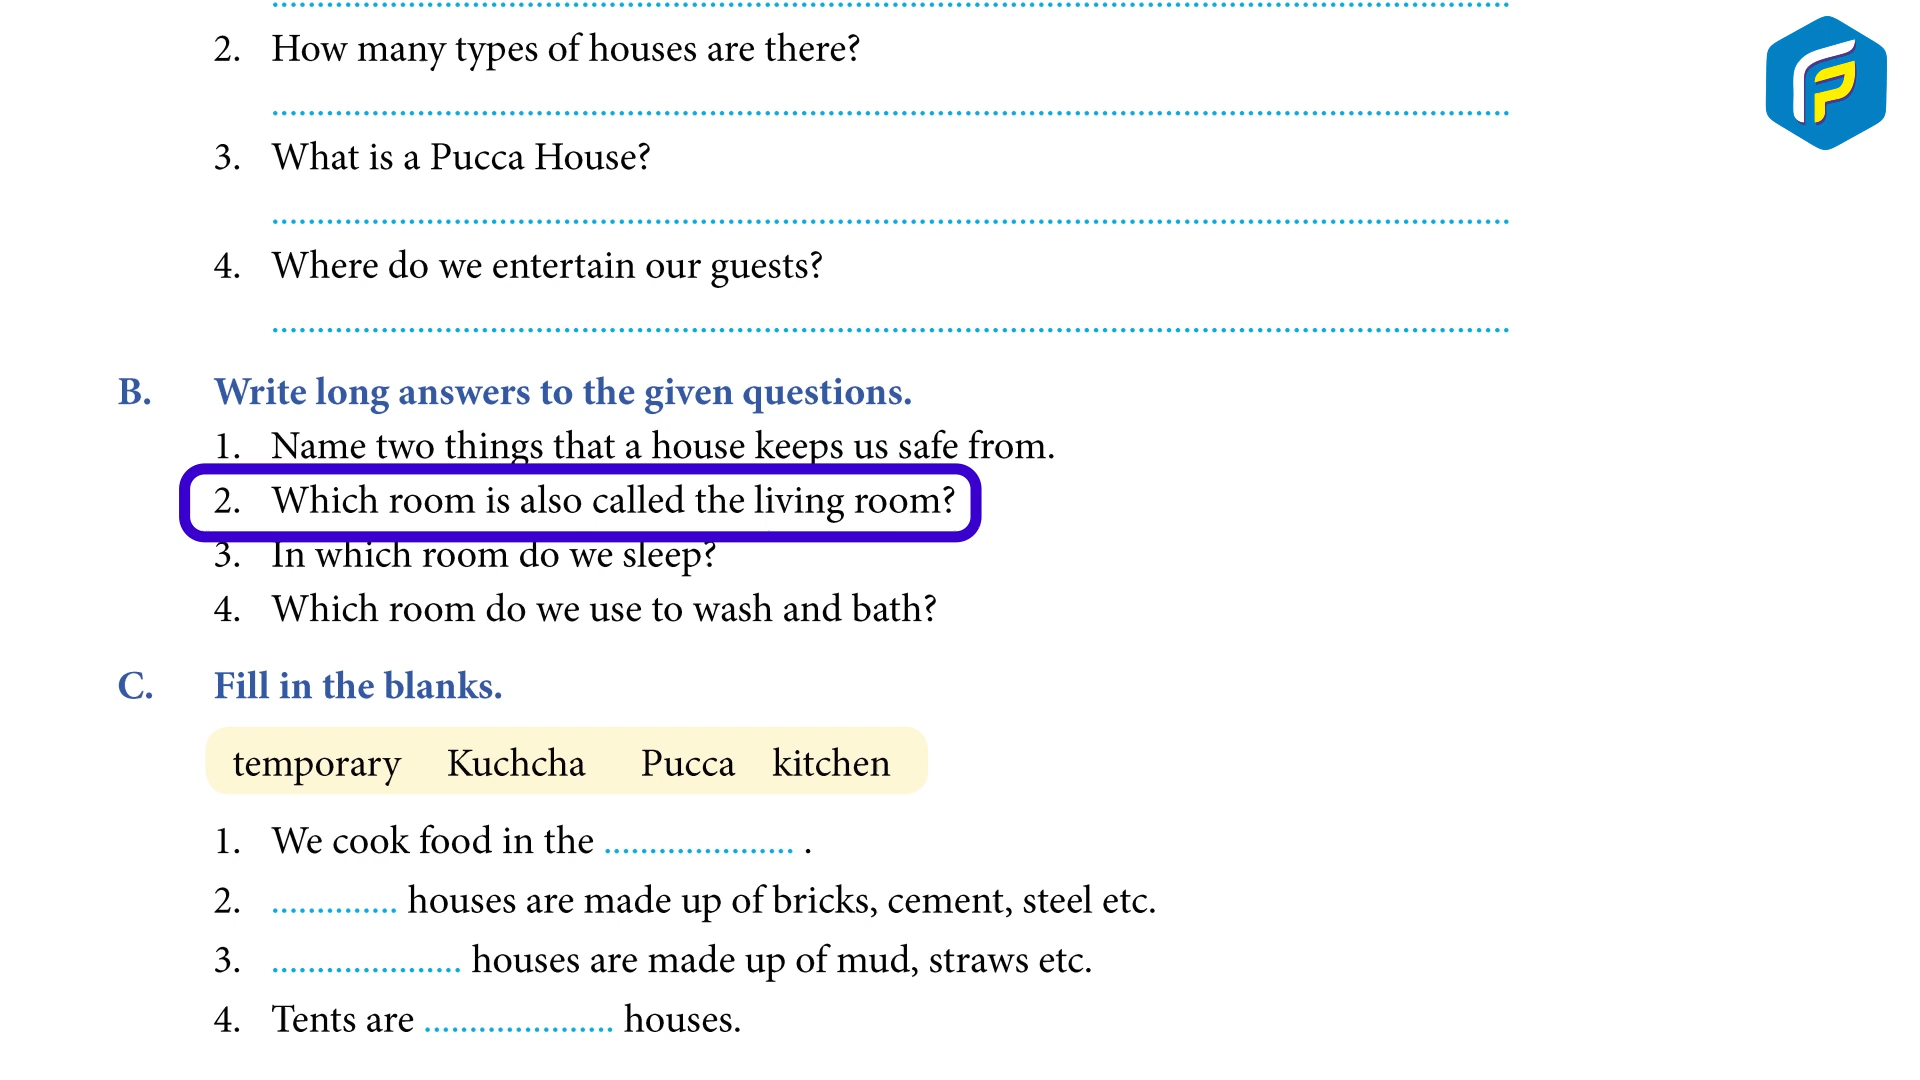 2. How many types of houses are there?
3. What is a Pucca House?
4. Where do we entertain our guests?
B. Write long answers to the given questions.
1. Name two things that a house keeps us safe from.
2. Which room is also called the living room?
3. In which room do we sleep?
4. Which room do we use to wash and bath?
C. Fill in the blanks.
temporary Kuchcha Pucca kitchen
1. We cook food in the ..................... .
2. .............. houses are made up of bricks, cement, steel etc.
3. ..................... houses are made up of mud, straws etc.
4. Tents are ..................... houses.